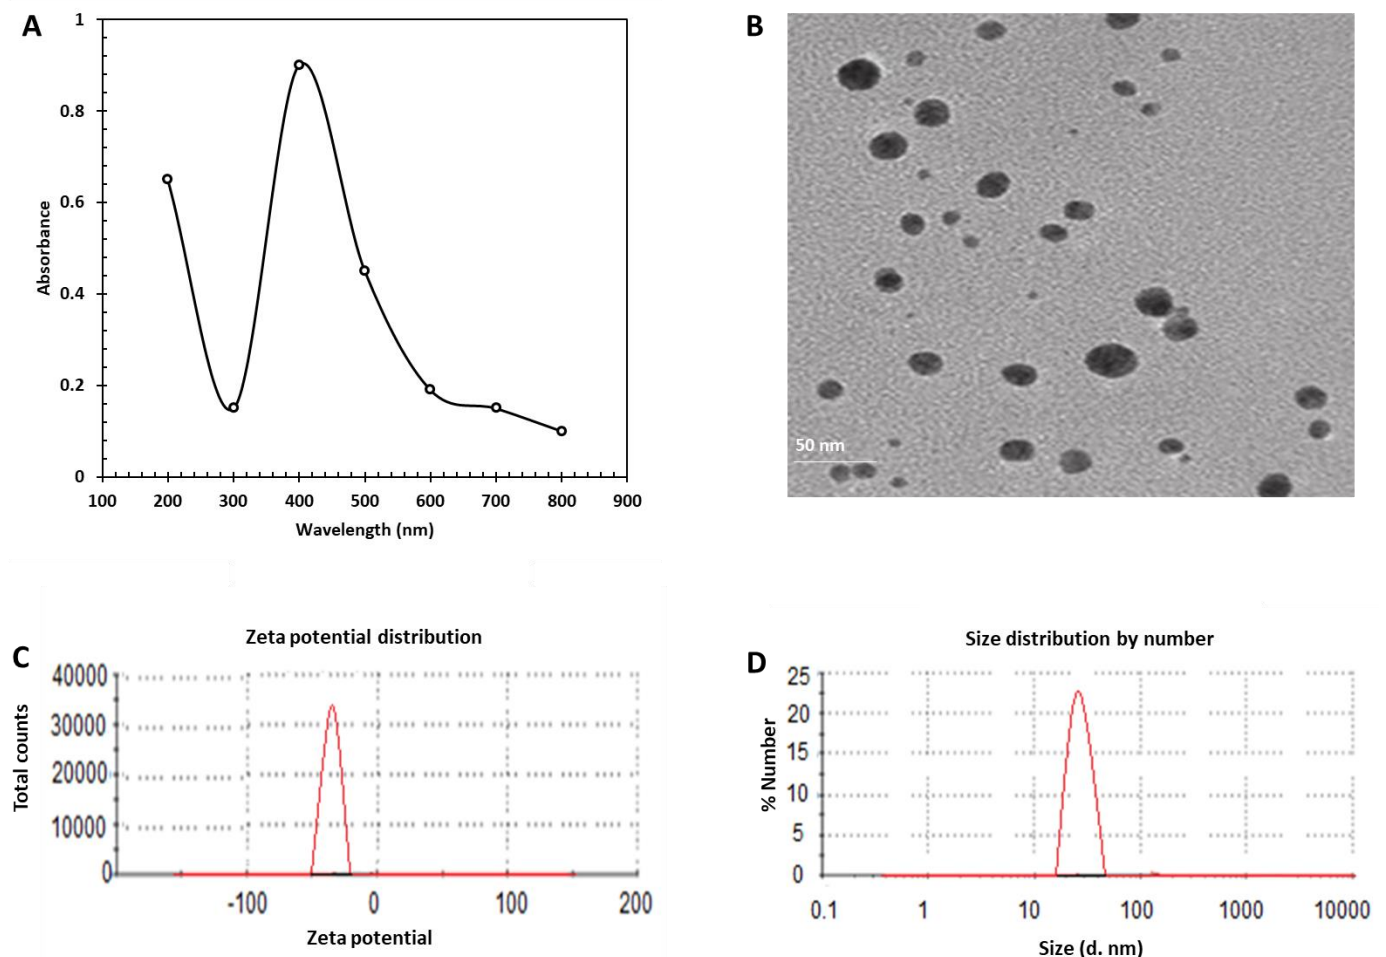 A
1
0.8
0.6
0.4
0.2
0
Absorbance
100 200 300 400 500 600 700 800 900
Wavelength (nm)
B
50 nm
C
Zeta potential distribution
40000
30000
20000
10000
0
Total counts
-100 0 100 200
Zeta potential
D
Size distribution by number
25
20
15
10
5
0
% Number
0.1 1 10 100 1000 10000
Size (d. nm)